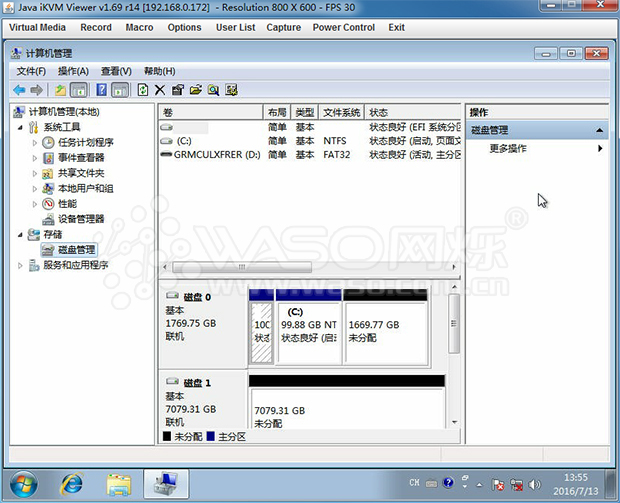 Java iKVM Viewer v1.69 r14 [192.168.0.172] - Resolution 800 X 600 - FPS 30
Virtual Media Record Macro Options User List Capture Power Control Exit
计算机管理
文件(F) 操作(A) 查看(V) 帮助(H)
计算机管理(本地)
系统工具
任务计划程序
事件查看器
共享文件夹
本地用户和组
性能
设备管理器
存储
磁盘管理
服务和应用程序
卷 布局 类型 文件系统 状态
简单 基本 状态良好 (EFI 系统分区
(C:) 简单 基本 NTFS 状态良好 (启动, 页面文
GRMCULXFRER (D:) 简单 基本 FAT32 状态良好 (活动, 主分区
操作
磁盘管理
更多操作
WASO网烁®
www.waso.com.cn
磁盘 0
基本
1769.75 GB
联机
100
状态
(C:)
99.88 GB NT
状态良好 (启动
1669.77 GB
未分配
磁盘 1
基本
7079.31 GB
联机
7079.31 GB
未分配
未分配 主分区
CH
13:55
2016/7/13